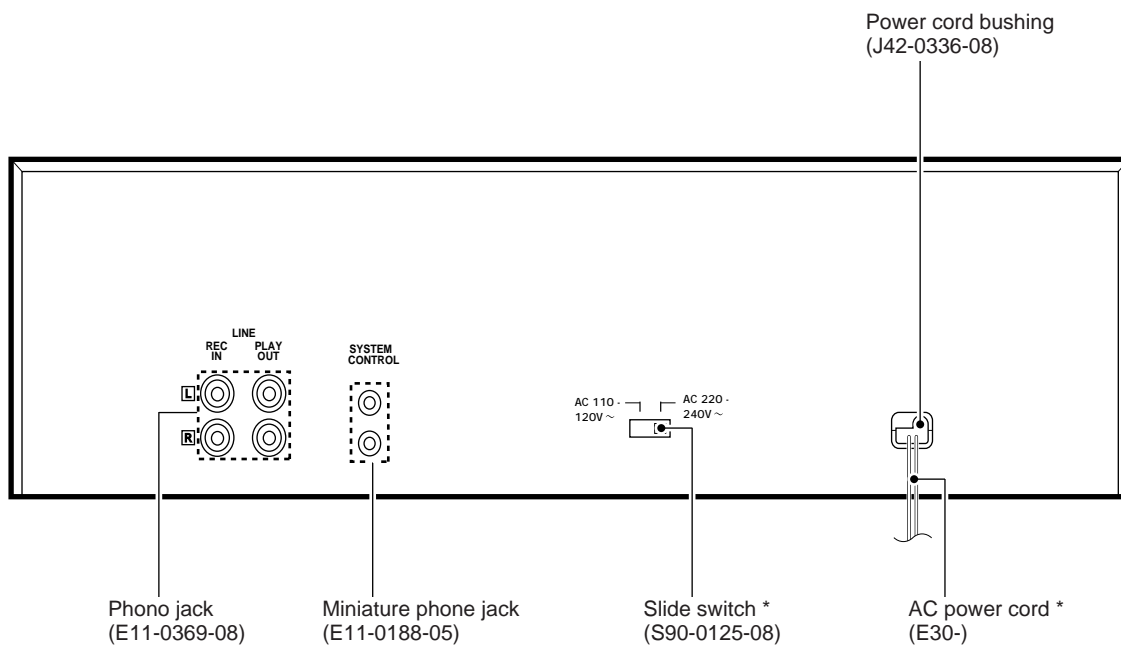 Power cord bushing
(J42-0336-08)
LINE
REC PLAY
IN OUT
L
R
SYSTEM
CONTROL
AC 110 -
120V ~
AC 220 -
240V ~
Phono jack
(E11-0369-08)
Miniature phone jack
(E11-0188-05)
Slide switch *
(S90-0125-08)
AC power cord *
(E30-)